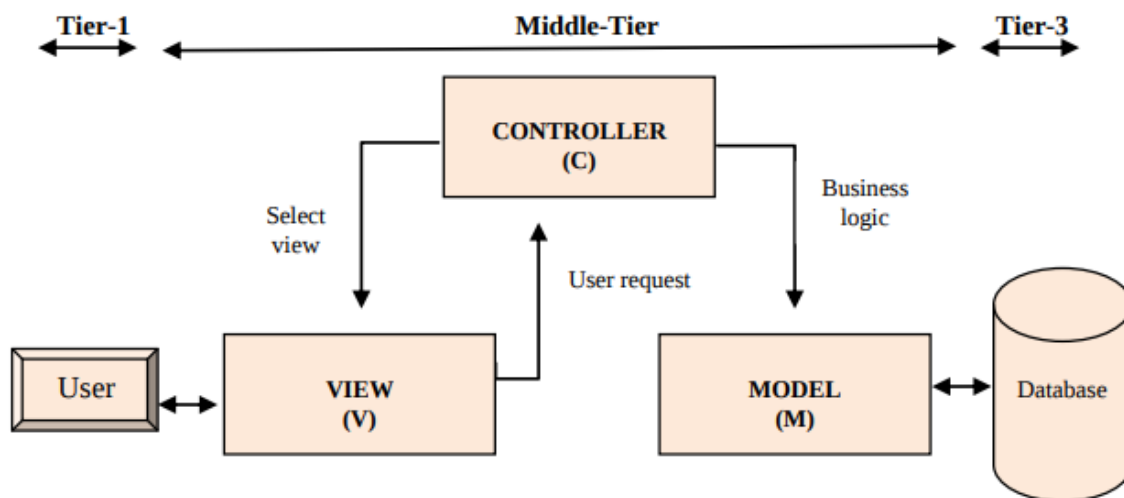 Tier-1
Middle-Tier
Tier-3
CONTROLLER
(C)
Select
view
Business
logic
User request
User
VIEW
(V)
MODEL
(M)
Database